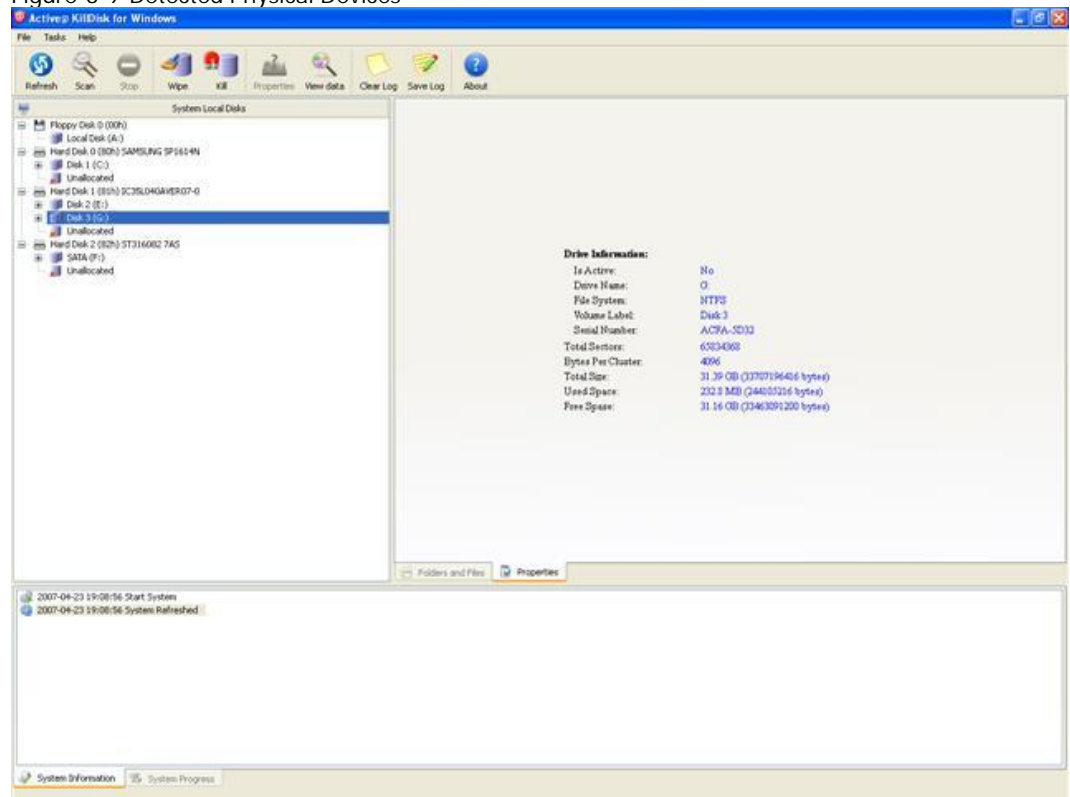 Figure 3-7 Detected Physical Devices
Active@ KillDisk for Windows
File Tasks Help
Refresh Scan Stop Wipe Kill Properties View data Clear Log Save Log About
System Local Disks
Floppy Disk 0 (00h)
Local Disk (A:)
Hard Disk 0 (80h) SAMSUNG SP1614N
Disk 1 (C:)
Unallocated
Hard Disk 1 (81h) IC35L040AVER07-0
Disk 2 (E:)
Disk 3 (G:)
Unallocated
Hard Disk 2 (82h) ST316082 7AS
SATA (F:)
Unallocated
Drive Information:
Is Active: No
Drive Name:
File System: NTFS
Volume Label: Disk 3
Serial Number: ACFA-5D32
Total Sectors: 65834368
Bytes Per Cluster: 4096
Total Size: 31.39 GB (33707196416 bytes)
Used Space: 232.8 MB (244105216 bytes)
Free Space: 31.16 GB (33463091200 bytes)
Folders and Files Properties
2007-04-23 19:08:56 Start System
2007-04-23 19:08:56 System Refreshed
System Information System Progress